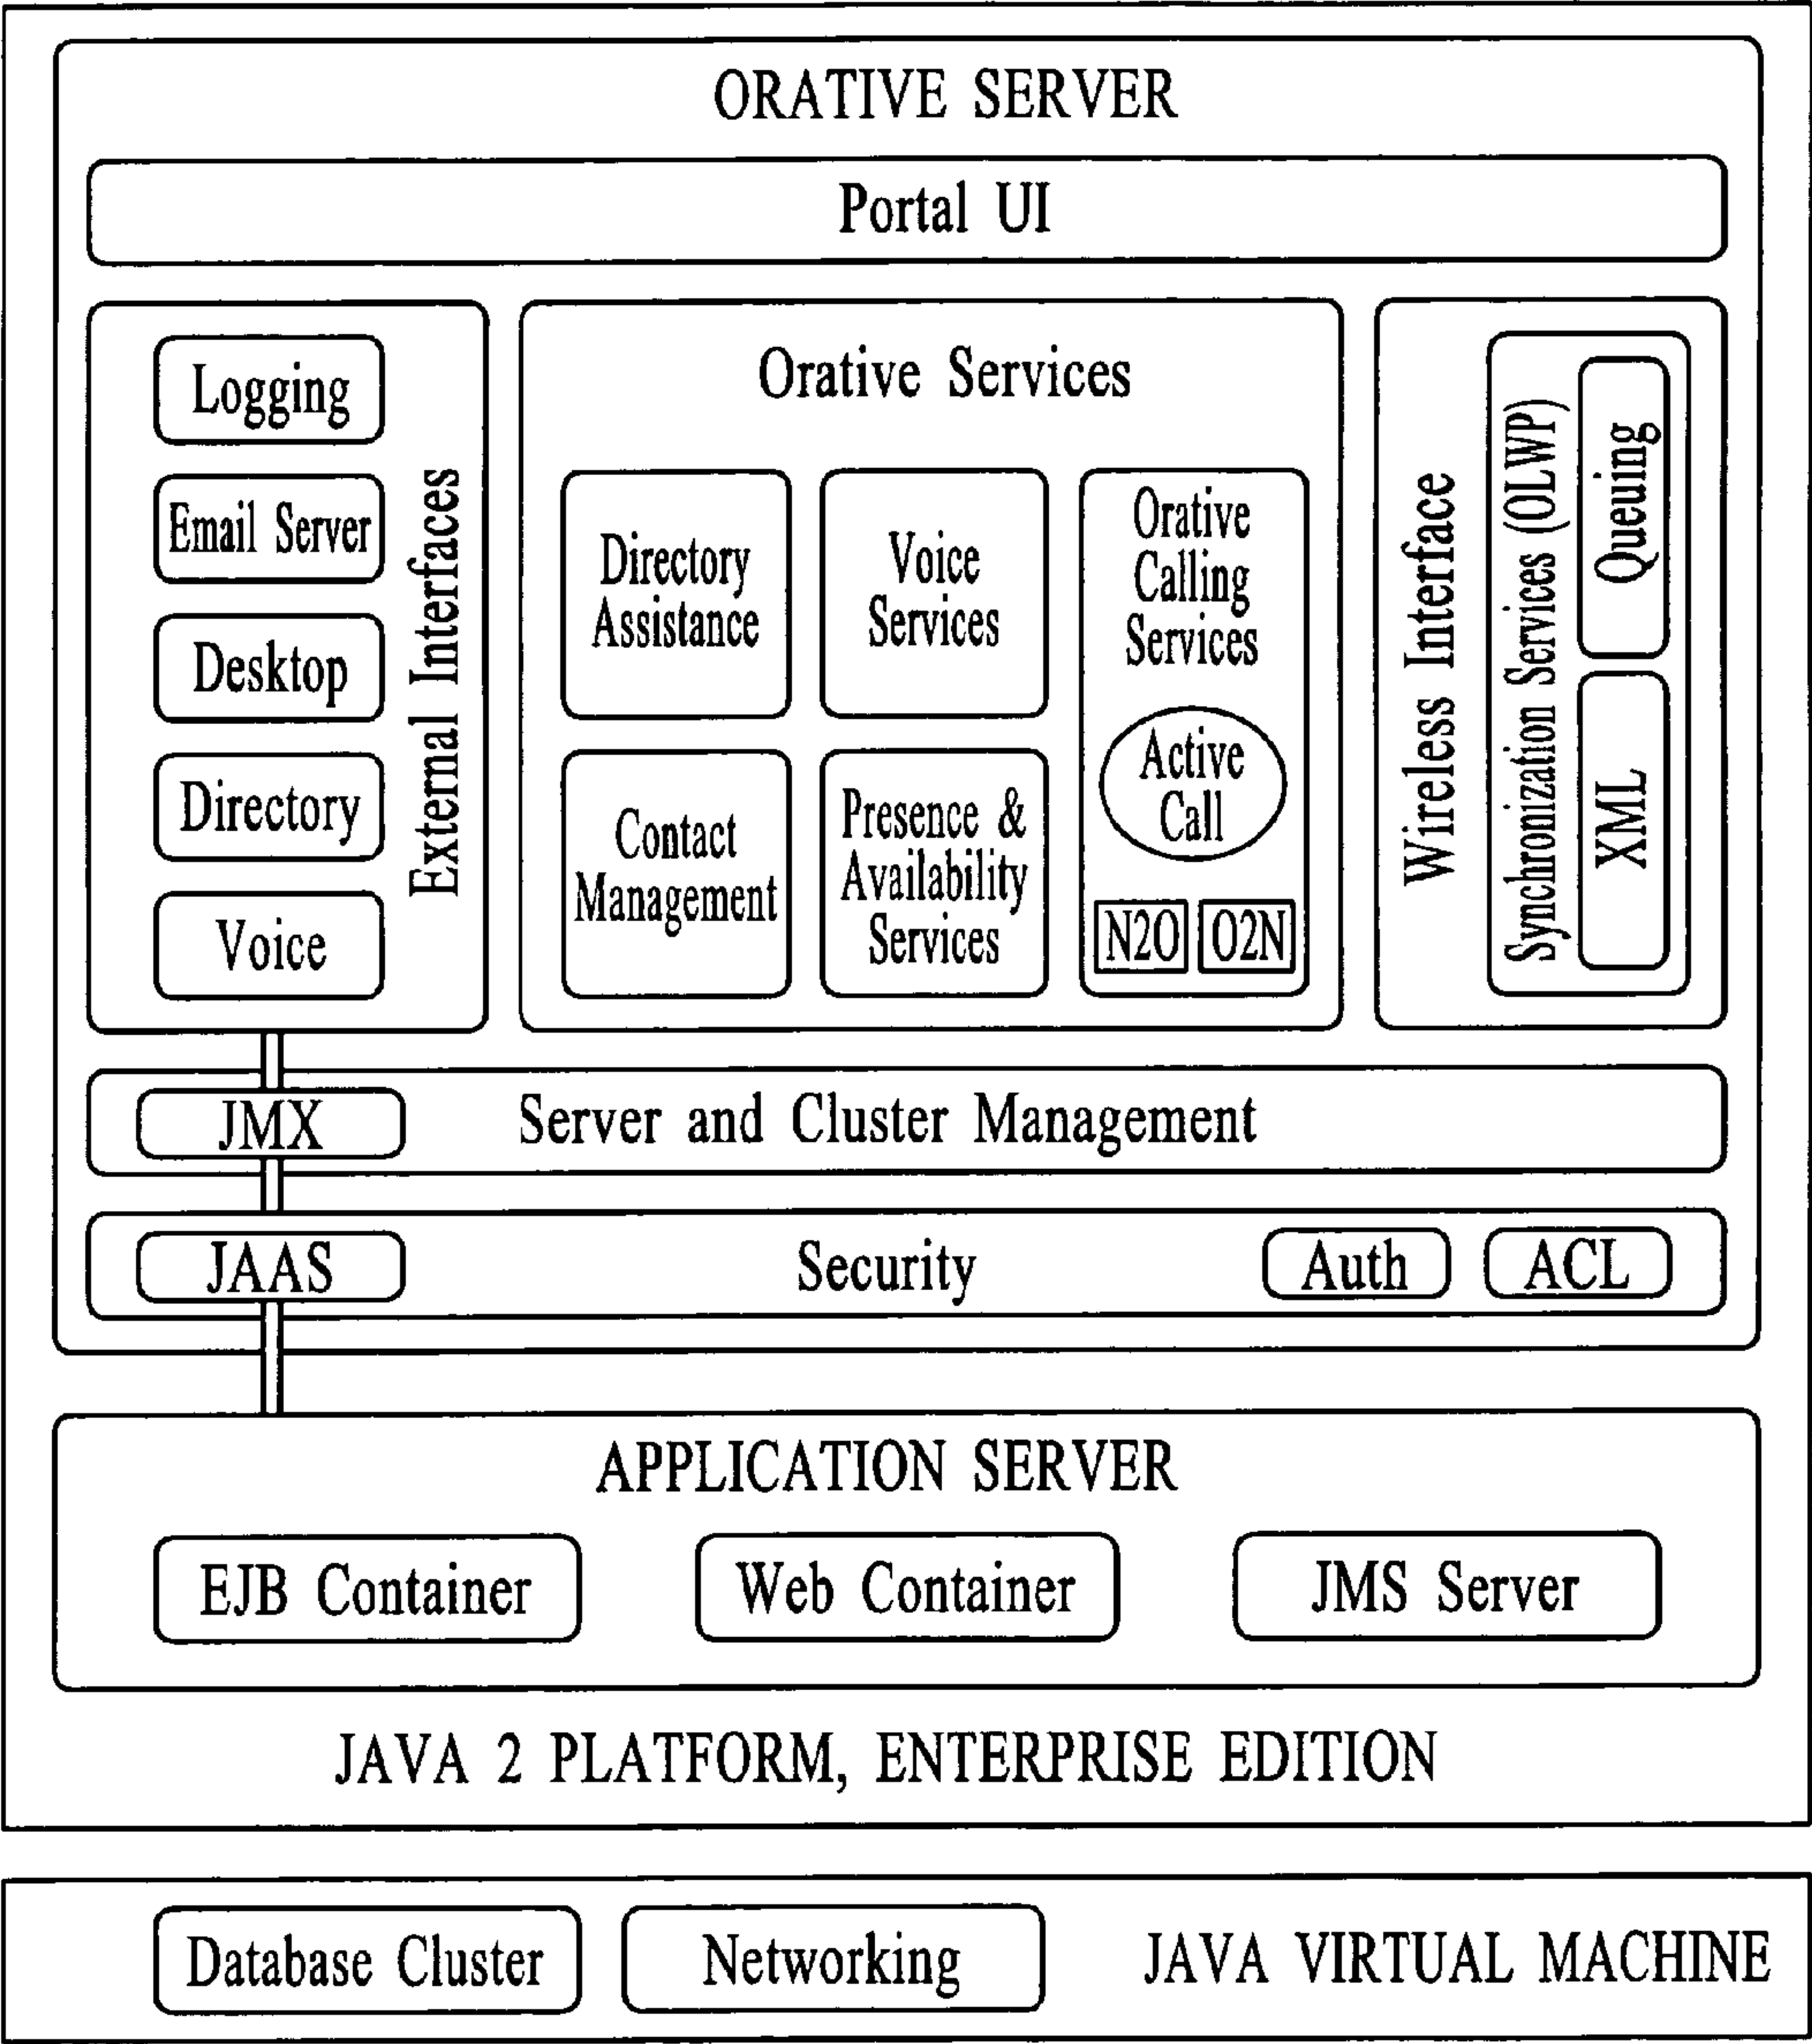 ORATIVE SERVER
Portal UI
Logging
Email Server
Desktop
Directory
Voice
External Interfaces
Orative Services
Directory
Assistance
Voice
Services
Contact
Management
Presence &
Availability
Services
Orative
Calling
Services
Active
Call
N2O
O2N
Wireless Interface
Synchronization Services (OLWP)
Queuing
XML
JMX
Server and Cluster Management
JAAS
Security
Auth
ACL
APPLICATION SERVER
EJB Container
Web Container
JMS Server
JAVA 2 PLATFORM, ENTERPRISE EDITION
Database Cluster
Networking
JAVA VIRTUAL MACHINE